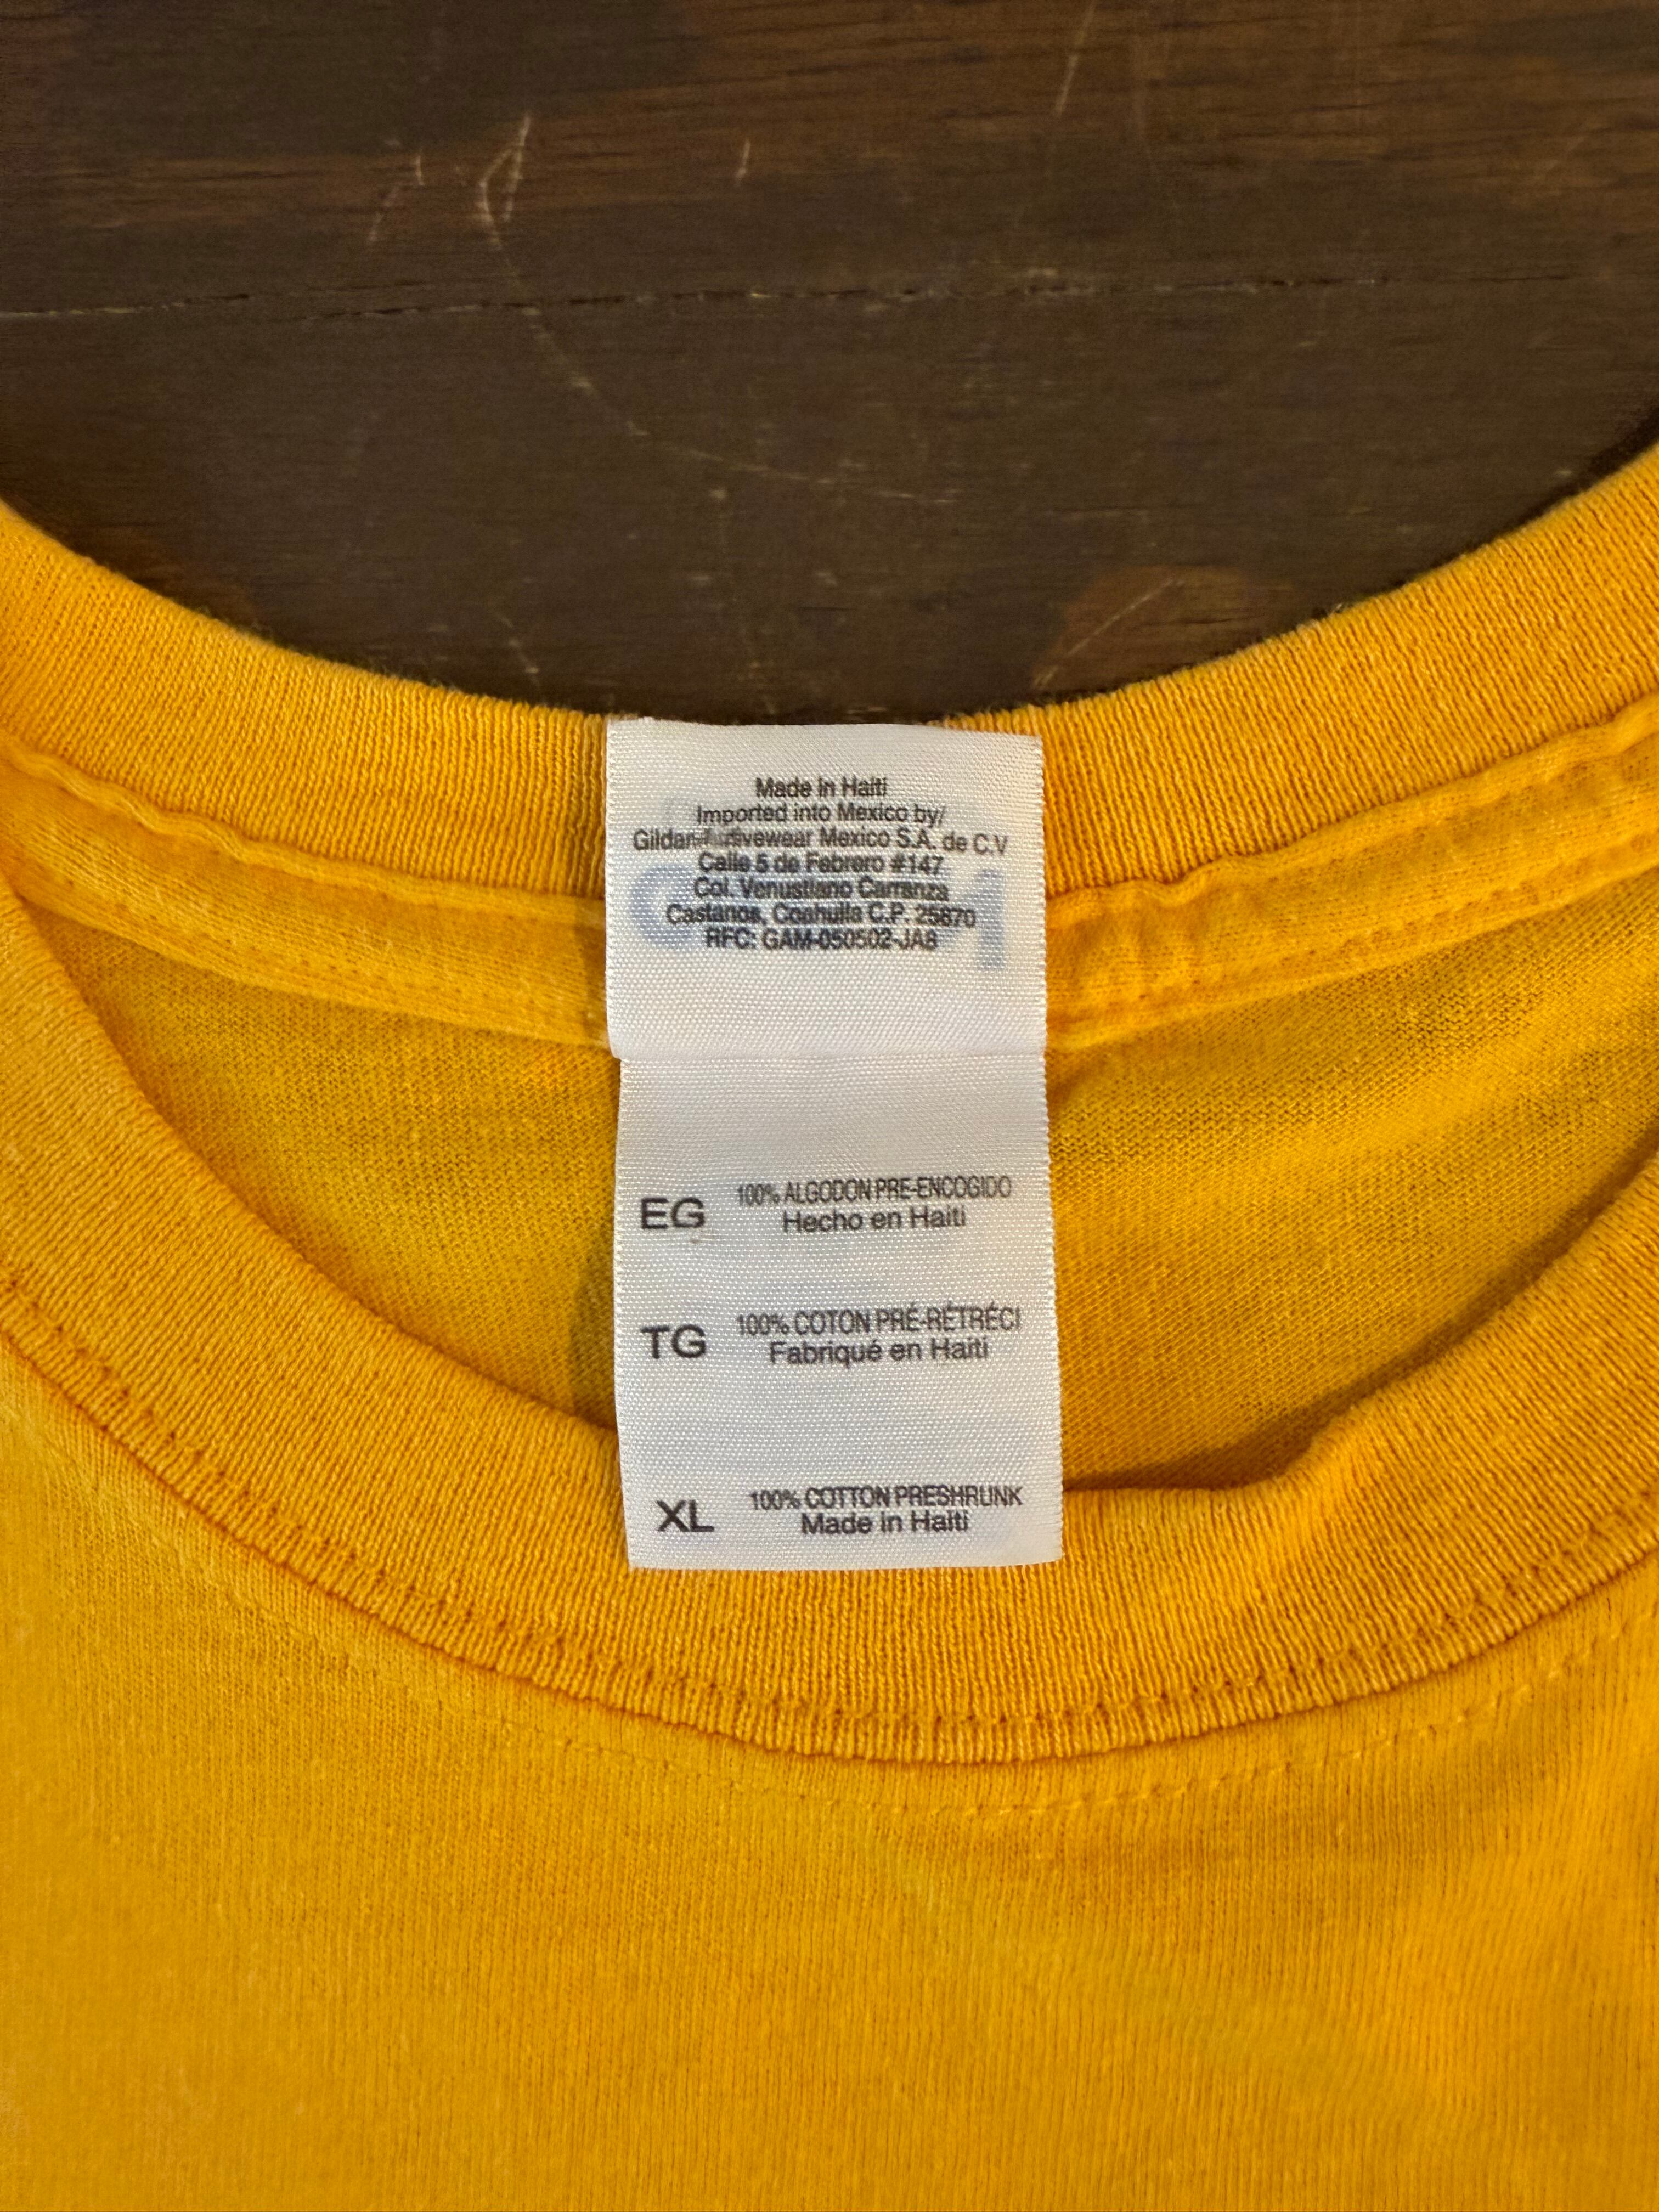 Made in Haiti
Imported into Mexico by/
Gildan Activewear Mexico S.A. de C.V
Calle 5 de Febrero #147
Col. Venustiano Carranza
Castanos, Coahuila C.P. 25870
RFC: GAM-050502-JA8
EG 100% ALGODON PRE-ENCOGIDO
Hecho en Haiti
TG 100% COTON PRÉ-RÉTRÉCI
Fabriqué en Haiti
XL 100% COTTON PRESHRUNK
Made in Haiti